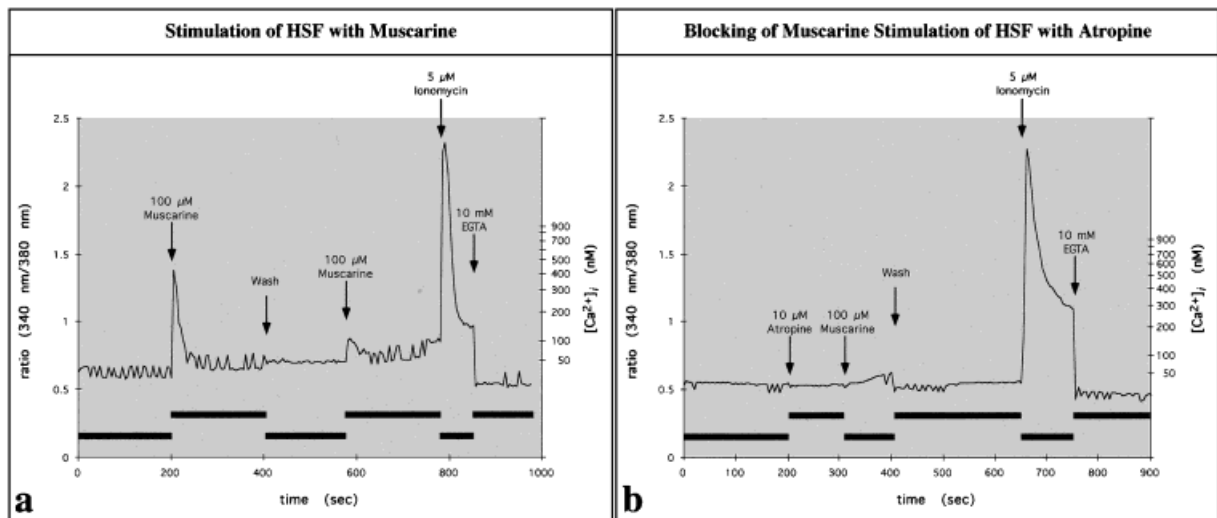 Stimulation of HSF with Muscarine
5 µM
Ionomycin
2.5
2
1.5
1
0.5
0
ratio (340 nm/380 nm)
100 µM
Muscarine
Wash
100 µM
Muscarine
10 mM
EGTA
900
700
500
400
300
200
100
50
[Ca²⁺]i (nM)
0
200
400
600
800
1000
time (sec)
a
Blocking of Muscarine Stimulation of HSF with Atropine
5 µM
Ionomycin
2.5
2
1.5
1
0.5
0
ratio (340 nm/380 nm)
10 µM
Atropine
100 µM
Muscarine
Wash
10 mM
EGTA
900
700
600
500
400
300
200
100
50
[Ca²⁺]i (nM)
0
100
200
300
400
500
600
700
800
900
time (sec)
b